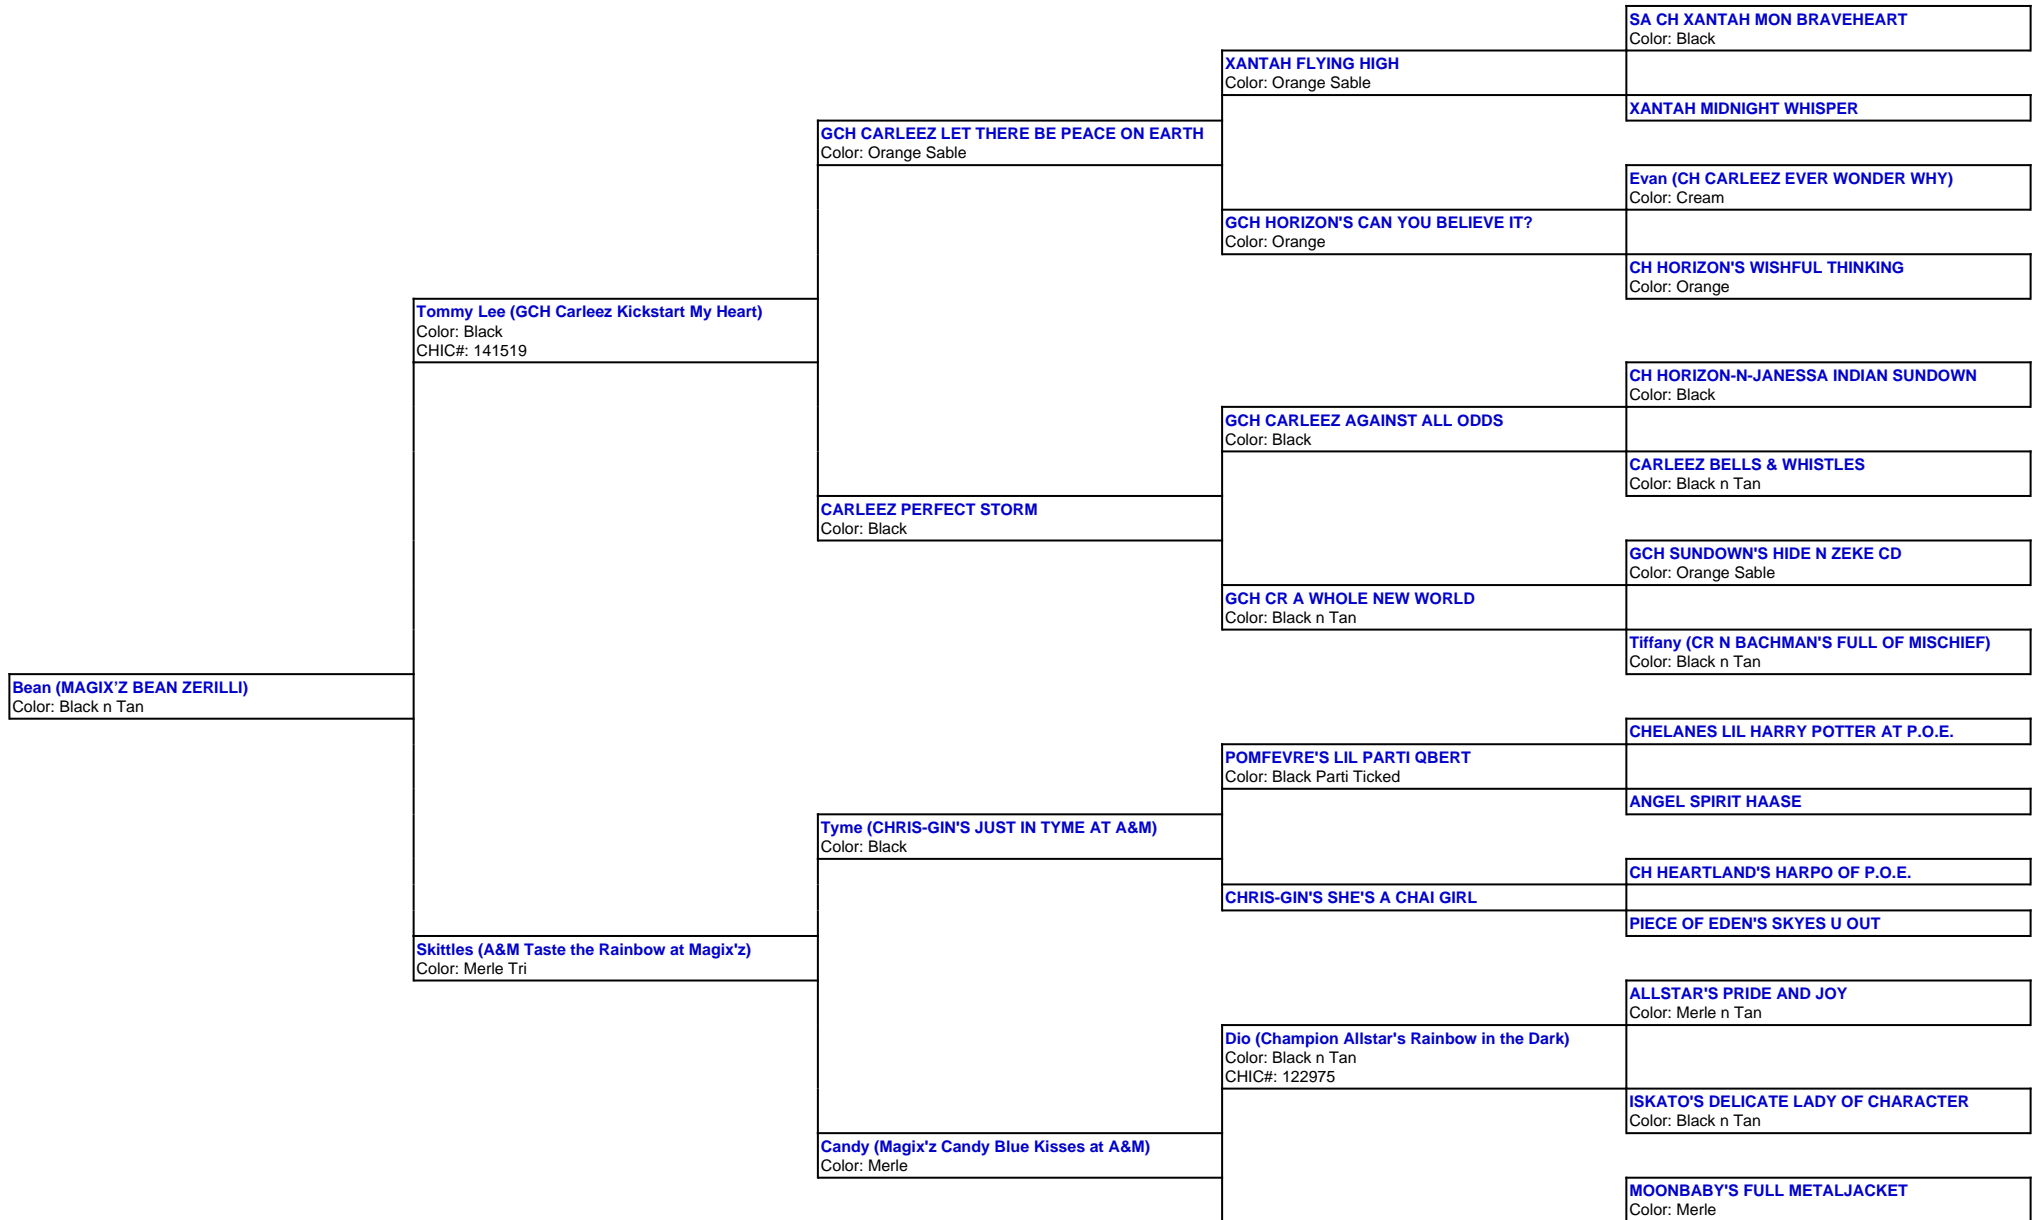 SA CH XANTAH MON BRAVEHEART
Color: Black
XANTAH FLYING HIGH
Color: Orange Sable
XANTAH MIDNIGHT WHISPER
GCH CARLEEZ LET THERE BE PEACE ON EARTH
Color: Orange Sable
Evan (CH CARLEEZ EVER WONDER WHY)
Color: Cream
GCH HORIZON'S CAN YOU BELIEVE IT?
Color: Orange
CH HORIZON'S WISHFUL THINKING
Color: Orange
Tommy Lee (GCH Carleez Kickstart My Heart)
Color: Black
CHIC#: 141519
CH HORIZON-N-JANESSA INDIAN SUNDOWN
Color: Black
GCH CARLEEZ AGAINST ALL ODDS
Color: Black
CARLEEZ BELLS & WHISTLES
Color: Black n Tan
CARLEEZ PERFECT STORM
Color: Black
GCH SUNDOWN'S HIDE N ZEKE CD
Color: Orange Sable
GCH CR A WHOLE NEW WORLD
Color: Black n Tan
Tiffany (CR N BACHMAN'S FULL OF MISCHIEF)
Color: Black n Tan
Bean (MAGIX’Z BEAN ZERILLI)
Color: Black n Tan
CHELANES LIL HARRY POTTER AT P.O.E.
POMFEVRE'S LIL PARTI QBERT
Color: Black Parti Ticked
ANGEL SPIRIT HAASE
Tyme (CHRIS-GIN'S JUST IN TYME AT A&M)
Color: Black
CH HEARTLAND'S HARPO OF P.O.E.
CHRIS-GIN'S SHE'S A CHAI GIRL
PIECE OF EDEN'S SKYES U OUT
Skittles (A&M Taste the Rainbow at Magix'z)
Color: Merle Tri
ALLSTAR'S PRIDE AND JOY
Color: Merle n Tan
Dio (Champion Allstar's Rainbow in the Dark)
Color: Black n Tan
CHIC#: 122975
ISKATO'S DELICATE LADY OF CHARACTER
Color: Black n Tan
Candy (Magix'z Candy Blue Kisses at A&M)
Color: Merle
MOONBABY'S FULL METALJACKET
Color: Merle